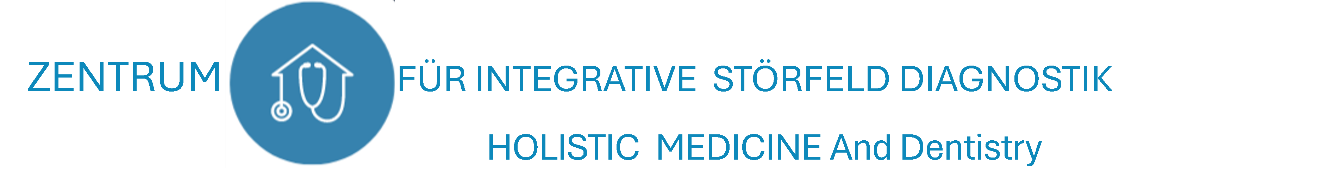 ZENTRUM FÜR INTEGRATIVE STÖRFELD DIAGNOSTIK
HOLISTIC MEDICINE And Dentistry